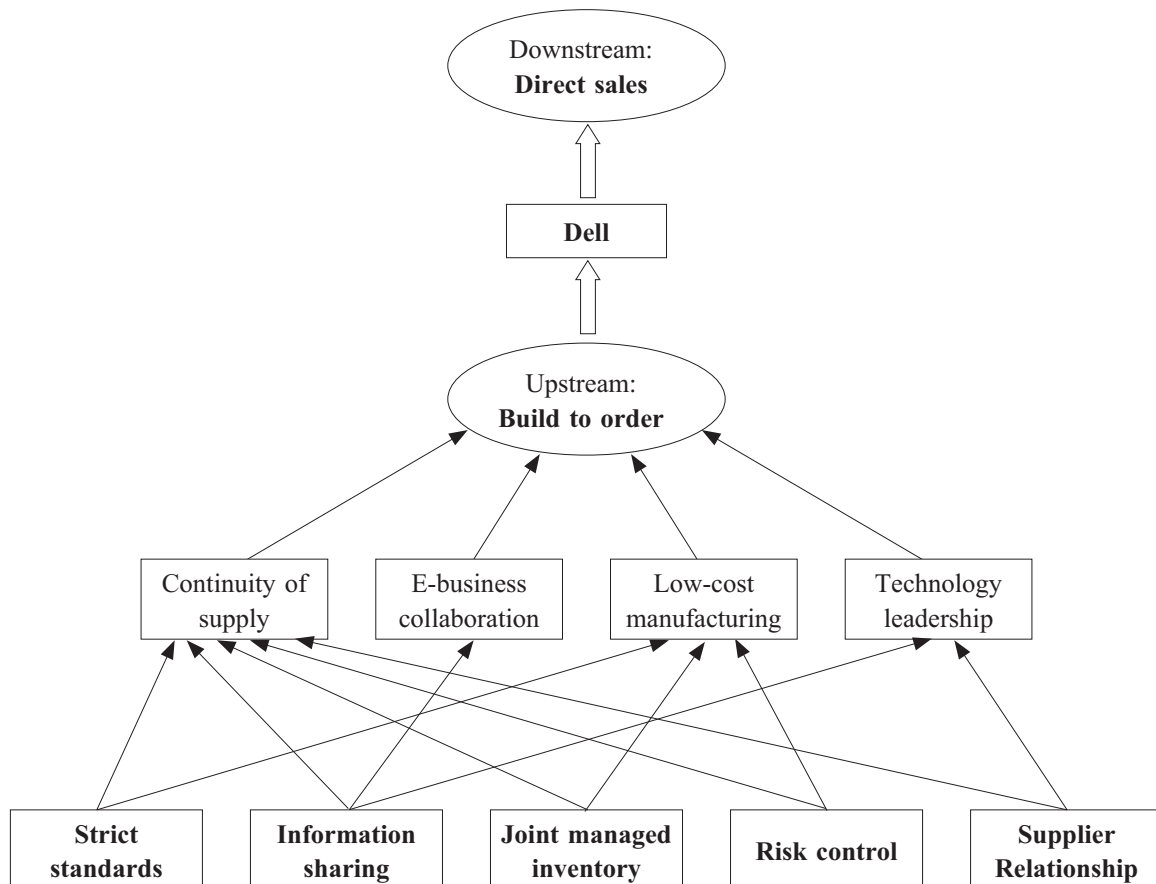 Downstream:
Direct sales
Dell
Upstream:
Build to order
Continuity of
supply
E-business
collaboration
Low-cost
manufacturing
Technology
leadership
Strict
standards
Information
sharing
Joint managed
inventory
Risk control
Supplier
Relationship